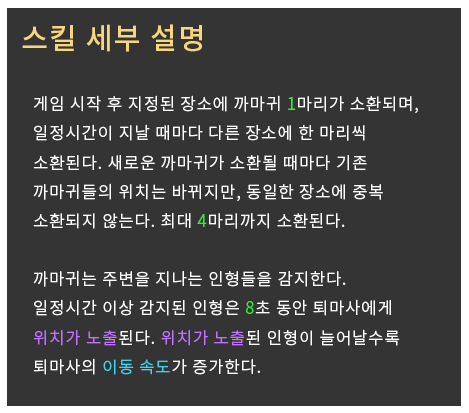 스킬 세부 설명
게임 시작 후 지정된 장소에 까마귀 1마리가 소환되며,
일정시간이 지날 때마다 다른 장소에 한 마리씩
소환된다. 새로운 까마귀가 소환될 때마다 기존
까마귀들의 위치는 바뀌지만, 동일한 장소에 중복
소환되지 않는다. 최대 4마리까지 소환된다.
까마귀는 주변을 지나는 인형들을 감지한다.
일정시간 이상 감지된 인형은 8초 동안 퇴마사에게
위치가 노출된다. 위치가 노출된 인형이 늘어날수록
퇴마사의 이동 속도가 증가한다.